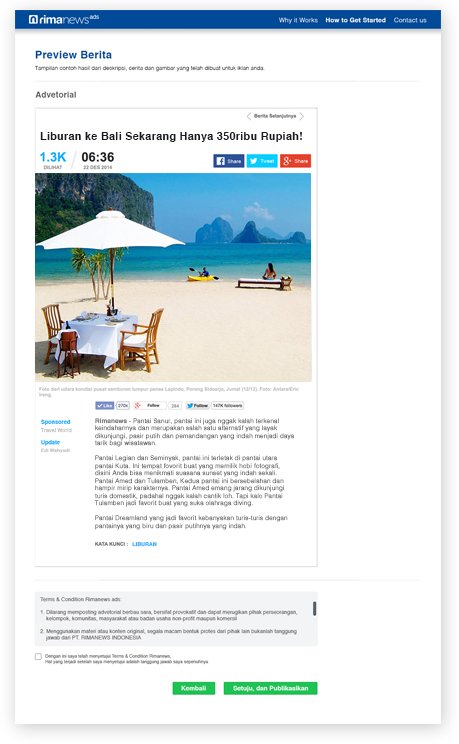 rimanews ads
Why it Works How to Get Started Contact us
Preview Berita
Tampilan contoh hasil dari deskripsi, cerita dan gambar yang telah dibuat untuk iklan anda.
Advetorial
Berita Selanjutnya
Liburan ke Bali Sekarang Hanya 350ribu Rupiah!
1.3K 06:36
DILIHAT 22 DES 2014
Share Tweet Share
Foto dari udara kondisi pusat semburan lumpur panas Lapindo, Porong Sidoarjo, Jumat (12/12). Foto: Antara/Eric
Ireng.
Like 270k Follow 284 Follow 147K followers
Sponsored
Travel World
Update
Edi Wahyudi
Rimanews - Pantai Sanur, pantai ini juga nggak kalah terkenal
keindahannya dan merupakan salah satu alternatif yang layak
dikunjungi, pasir putih dan pemandangan yang indah menjadi daya
tarik bagi wisatawan.
Pantai Legian dan Seminyak, pantai ini terletak di pantai utara
pantai Kuta. Ini tempat fovorit buat yang memilik hobi fotografi,
disini Anda bisa menikmati suasana sunset yang indah sekali.
Pantai Amed dan Tulamben, Kedua pantai ini bersebelahan dan
hampir mirip karakternya. Pantai Amed emang jarang dikunjungi
turis domestik, padahal nggak kalah cantik loh. Tapi kalo Pantai
Tulamben jadi favorit buat yang suka olahraga diving.
Pantai Dreamland yang jadi favorit kebanyakan turis-turis dengan
pantainya yang biru dan pasir putihnya yang indah.
KATA KUNCI : LIBURAN
Terms & Condition Rimanews ads:
1. Dilarang memposting advetorial berbau sara, bersifat provokatif dan dapat merugikan pihak perseorangan,
kelompok, komunitas, masyarakat atau badan usaha non-profit maupun komersil
2. Menggunakan materi atau konten original, segala macam bentuk protes dari pihak lain bukanlah tanggung
jawab dari PT. RIMANEWS INDONESIA
Dengan ini saya telah menyetujui Terms & Condition Rimanews,
Hal yang terjadi setelah saya menyetujui adalah tanggung jawab saya sepenuhnya
Kembali Setuju, dan Publikasikan